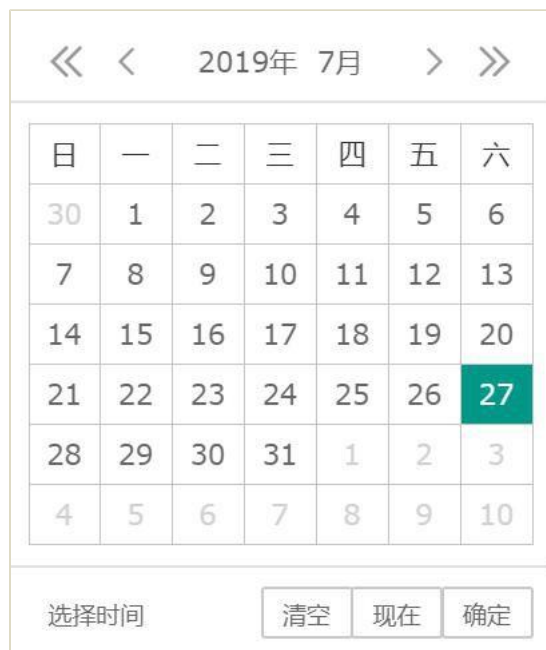 2019年 7月
日 一 二 三 四 五 六
30 1 2 3 4 5 6
7 8 9 10 11 12 13
14 15 16 17 18 19 20
21 22 23 24 25 26 27
28 29 30 31 1 2 3
4 5 6 7 8 9 10
选择时间 清空 现在 确定